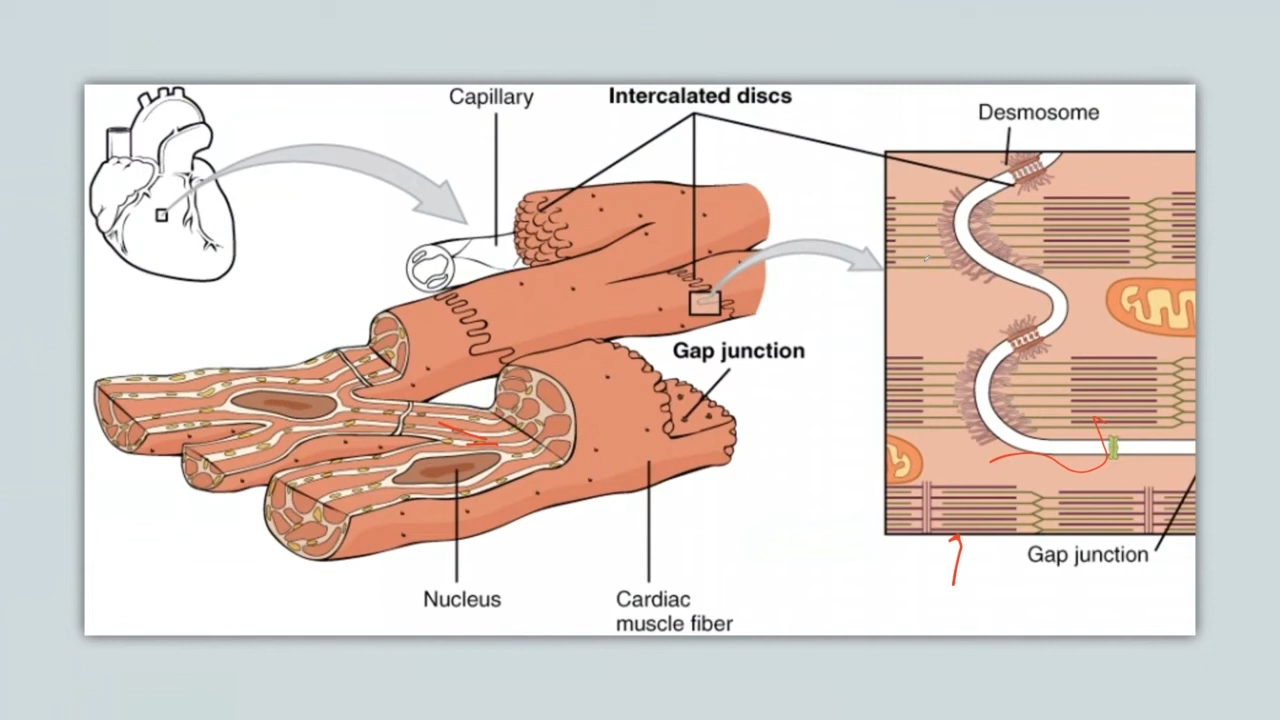 Capillary
Intercalated discs
Desmosome
Gap junction
Gap junction
Nucleus
Cardiac
muscle fiber